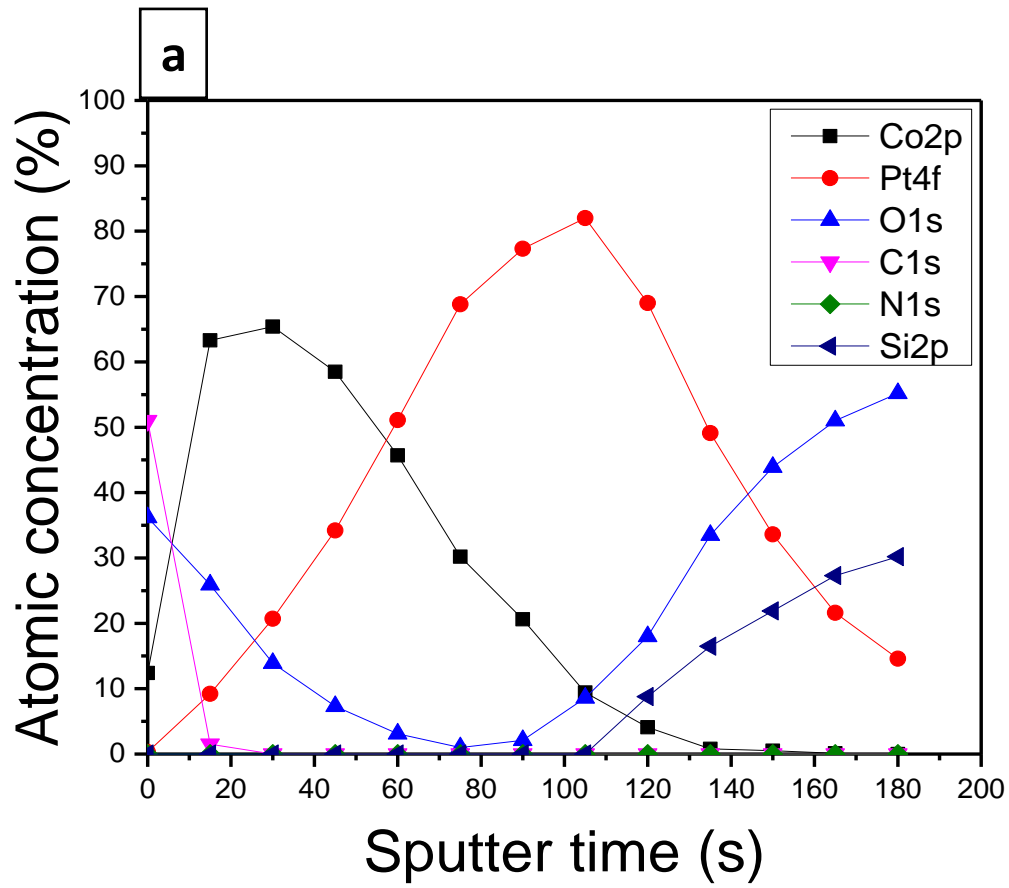 a
100
90
80
70
60
50
40
30
20
10
0
Atomic concentration (%)
Co2p
Pt4f
O1s
C1s
N1s
Si2p
0 20 40 60 80 100 120 140 160 180 200
Sputter time (s)